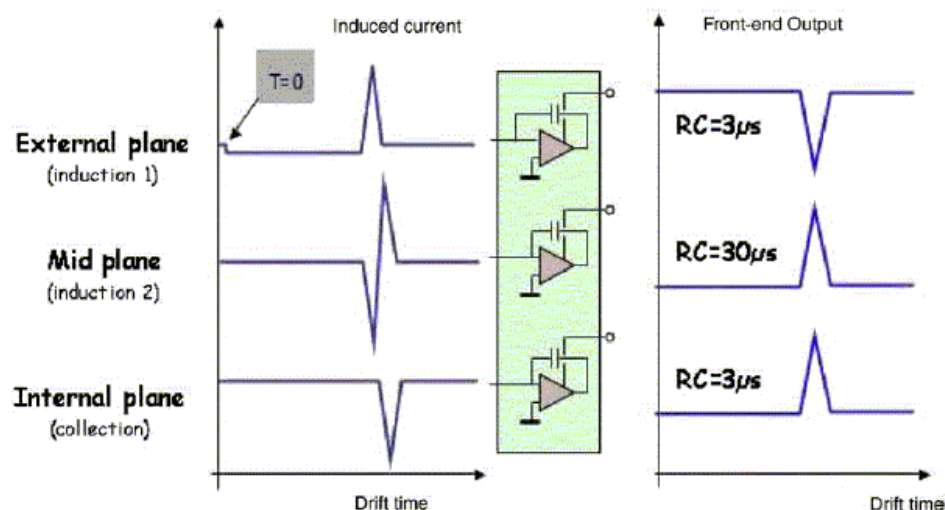 Induced current
Front-end Output
T=0
External plane
(induction 1)
RC=3µs
Mid plane
(induction 2)
RC=30µs
Internal plane
(collection)
RC=3µs
Drift time
Drift time